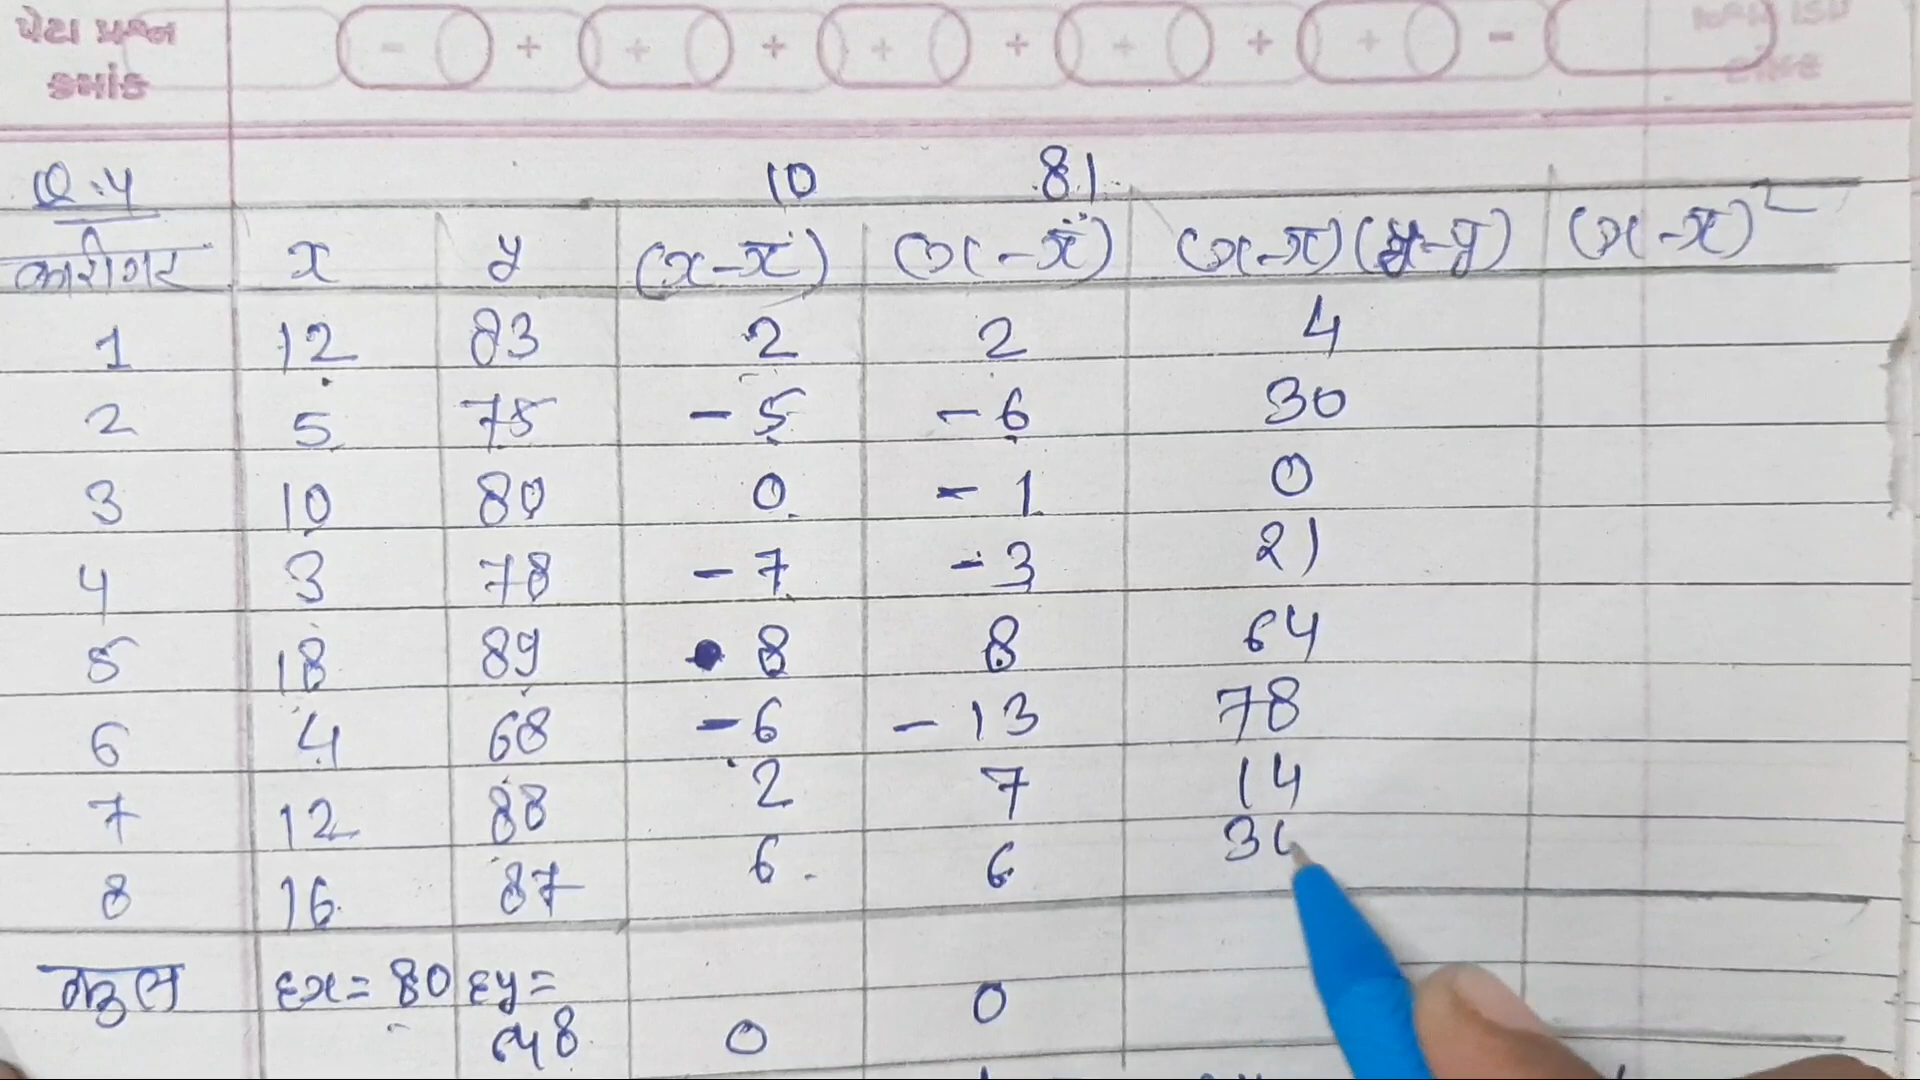 પેટા પ્રશ્ન
ક્રમાંક
- + + + + + + + + -
Q:4
10 81
कारीगर x y (x-x̄) (x-x̄) (x-x̄)(y-ȳ) (x-x̄)²
1 12 83 2 2 4
2 5 75 -5 -6 30
3 10 80 0 -1 0
4 3 78 -7 -3 21
5 18 89 8 8 64
6 4 68 -6 -13 78
7 12 88 2 7 14
8 16 87 6 6
कुल Σx=80 Σy=
0
0